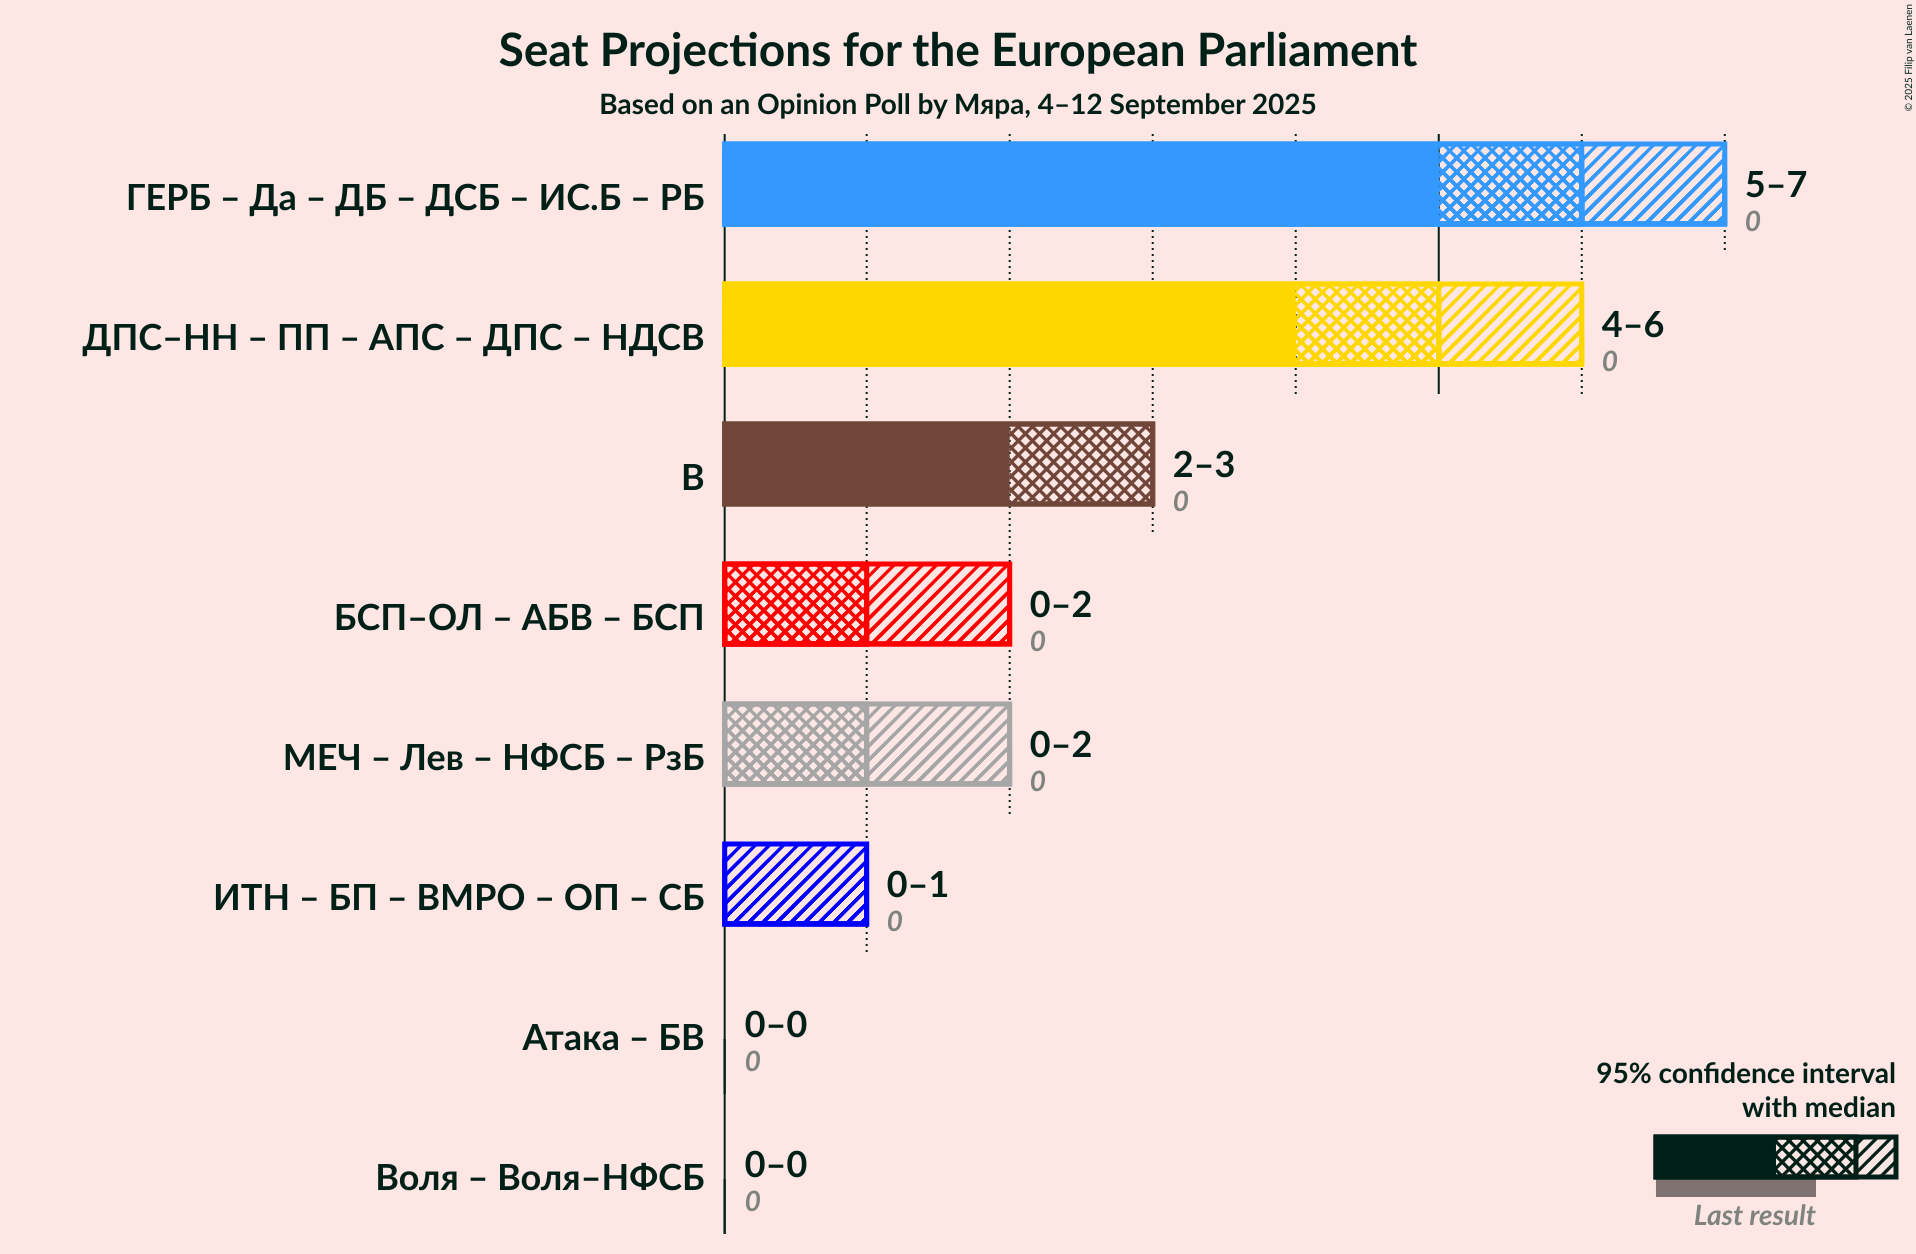 Seat Projections for the European Parliament
Based on an Opinion Poll by Мяра, 4–12 September 2025
© 2025 Filip van Laenen
ГЕРБ – Да – ДБ – ДСБ – ИС.Б – РБ
5–7
0
ДПС–НН – ПП – АПС – ДПС – НДСВ
4–6
0
В
2–3
0
БСП–ОЛ – АБВ – БСП
0–2
0
МЕЧ – Лев – НФСБ – РзБ
0–2
0
ИТН – БП – ВМРО – ОП – СБ
0–1
0
Атака – БВ
0–0
0
Воля – Воля–НФСБ
0–0
0
95% confidence interval
with median
Last result